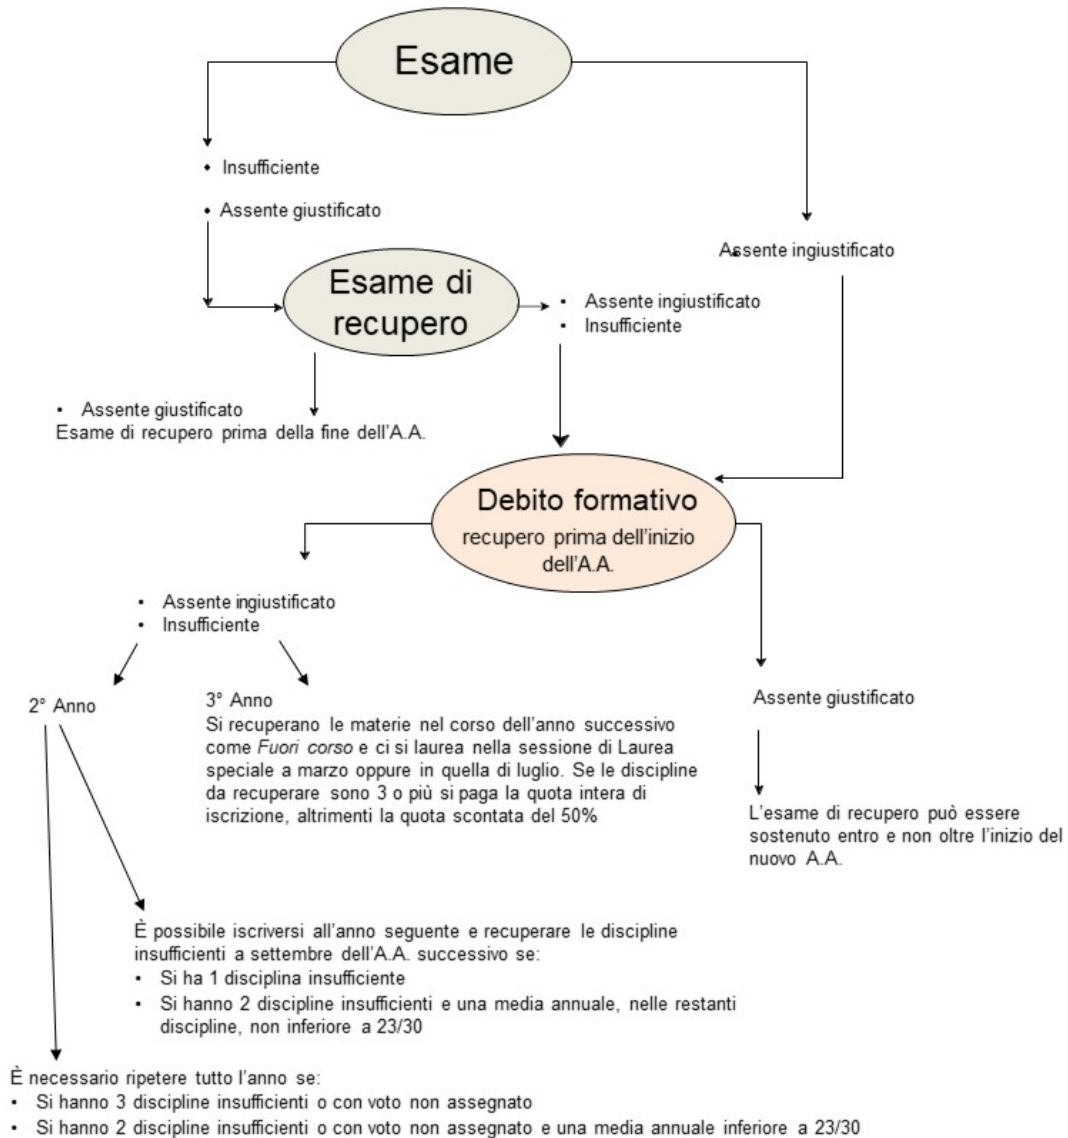 Esame
• Insufficiente
• Assente giustificato
Assente ingiustificato
Esame di
recupero
• Assente ingiustificato
• Insufficiente
• Assente giustificato
Esame di recupero prima della fine dell'A.A.
Debito formativo
recupero prima dell'inizio
dell'A.A.
• Assente ingiustificato
• Insufficiente
2° Anno
3° Anno
Si recuperano le materie nel corso dell'anno successivo
come Fuori corso e ci si laurea nella sessione di Laurea
speciale a marzo oppure in quella di luglio. Se le discipline
da recuperare sono 3 o più si paga la quota intera di
iscrizione, altrimenti la quota scontata del 50%
Assente giustificato
L'esame di recupero può essere
sostenuto entro e non oltre l'inizio del
nuovo A.A.
È possibile iscriversi all'anno seguente e recuperare le discipline
insufficienti a settembre dell'A.A. successivo se:
• Si ha 1 disciplina insufficiente
• Si hanno 2 discipline insufficienti e una media annuale, nelle restanti
discipline, non inferiore a 23/30
È necessario ripetere tutto l'anno se:
• Si hanno 3 discipline insufficienti o con voto non assegnato
• Si hanno 2 discipline insufficienti o con voto non assegnato e una media annuale inferiore a 23/30